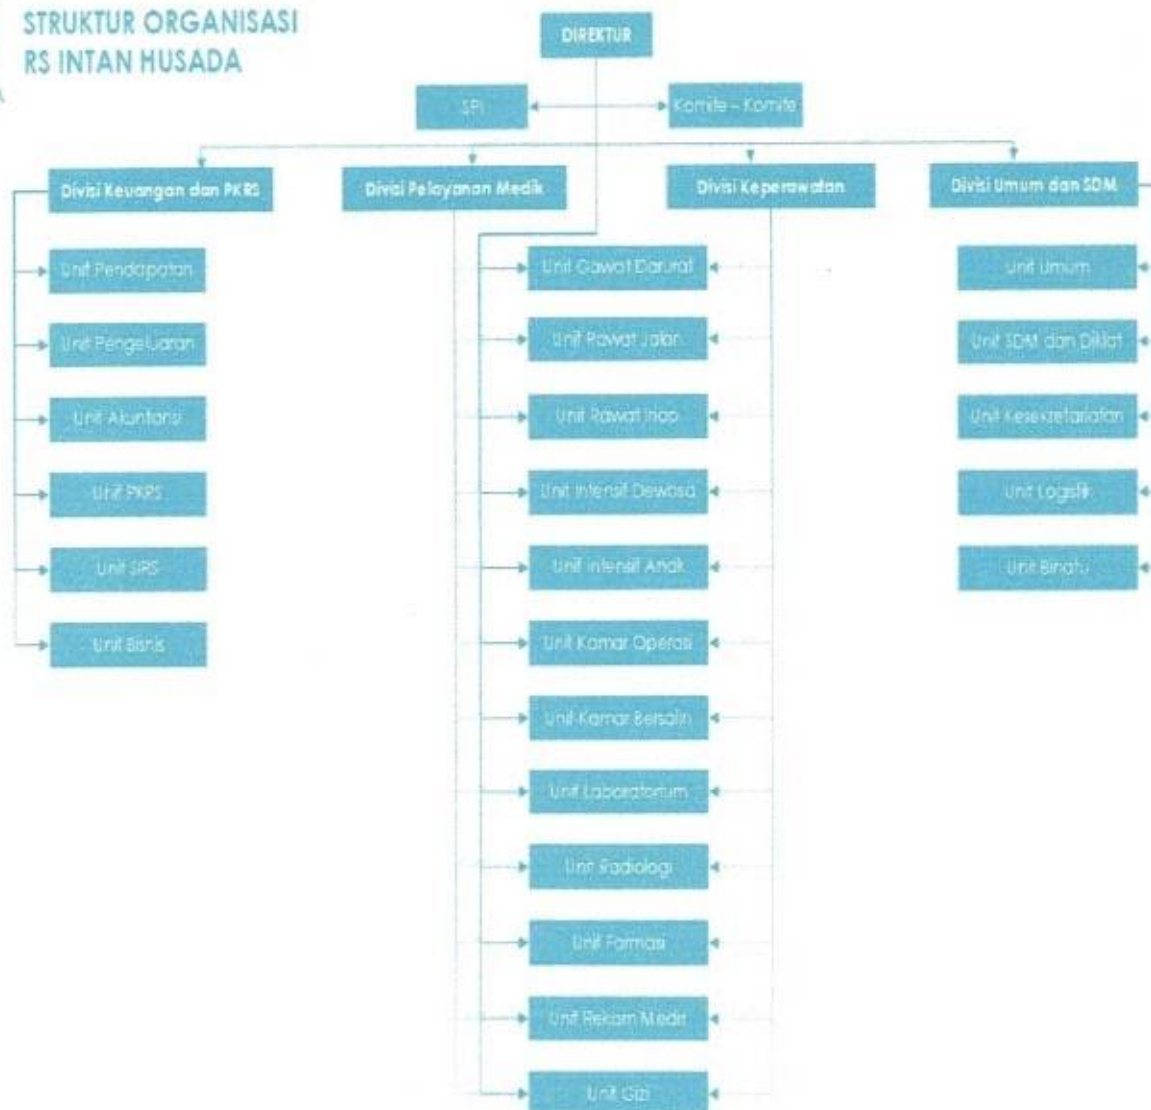 STRUKTUR ORGANISASI
RS INTAN HUSADA
DIREKTUR
SPI
Komite – Komite
Divisi Keuangan dan PKRS
Divisi Pelayanan Medik
Divisi Keperawatan
Divisi Umum dan SDM
Unit Pendapatan
Unit Pengeluaran
Unit Akuntansi
Unit PKRS
Unit SIRS
Unit Bisnis
Unit Gawat Darurat
Unit Rawat Jalan
Unit Rawat Inap
Unit Intensif Dewasa
Unit Intensif Anak
Unit Kamar Operasi
Unit Kamar Bersalin
Unit Laboratorium
Unit Radiologi
Unit Farmasi
Unit Rekam Medis
Unit Gizi
Unit Umum
Unit SDM dan Diklat
Unit Kesekretariatan
Unit Logistik
Unit Binatu